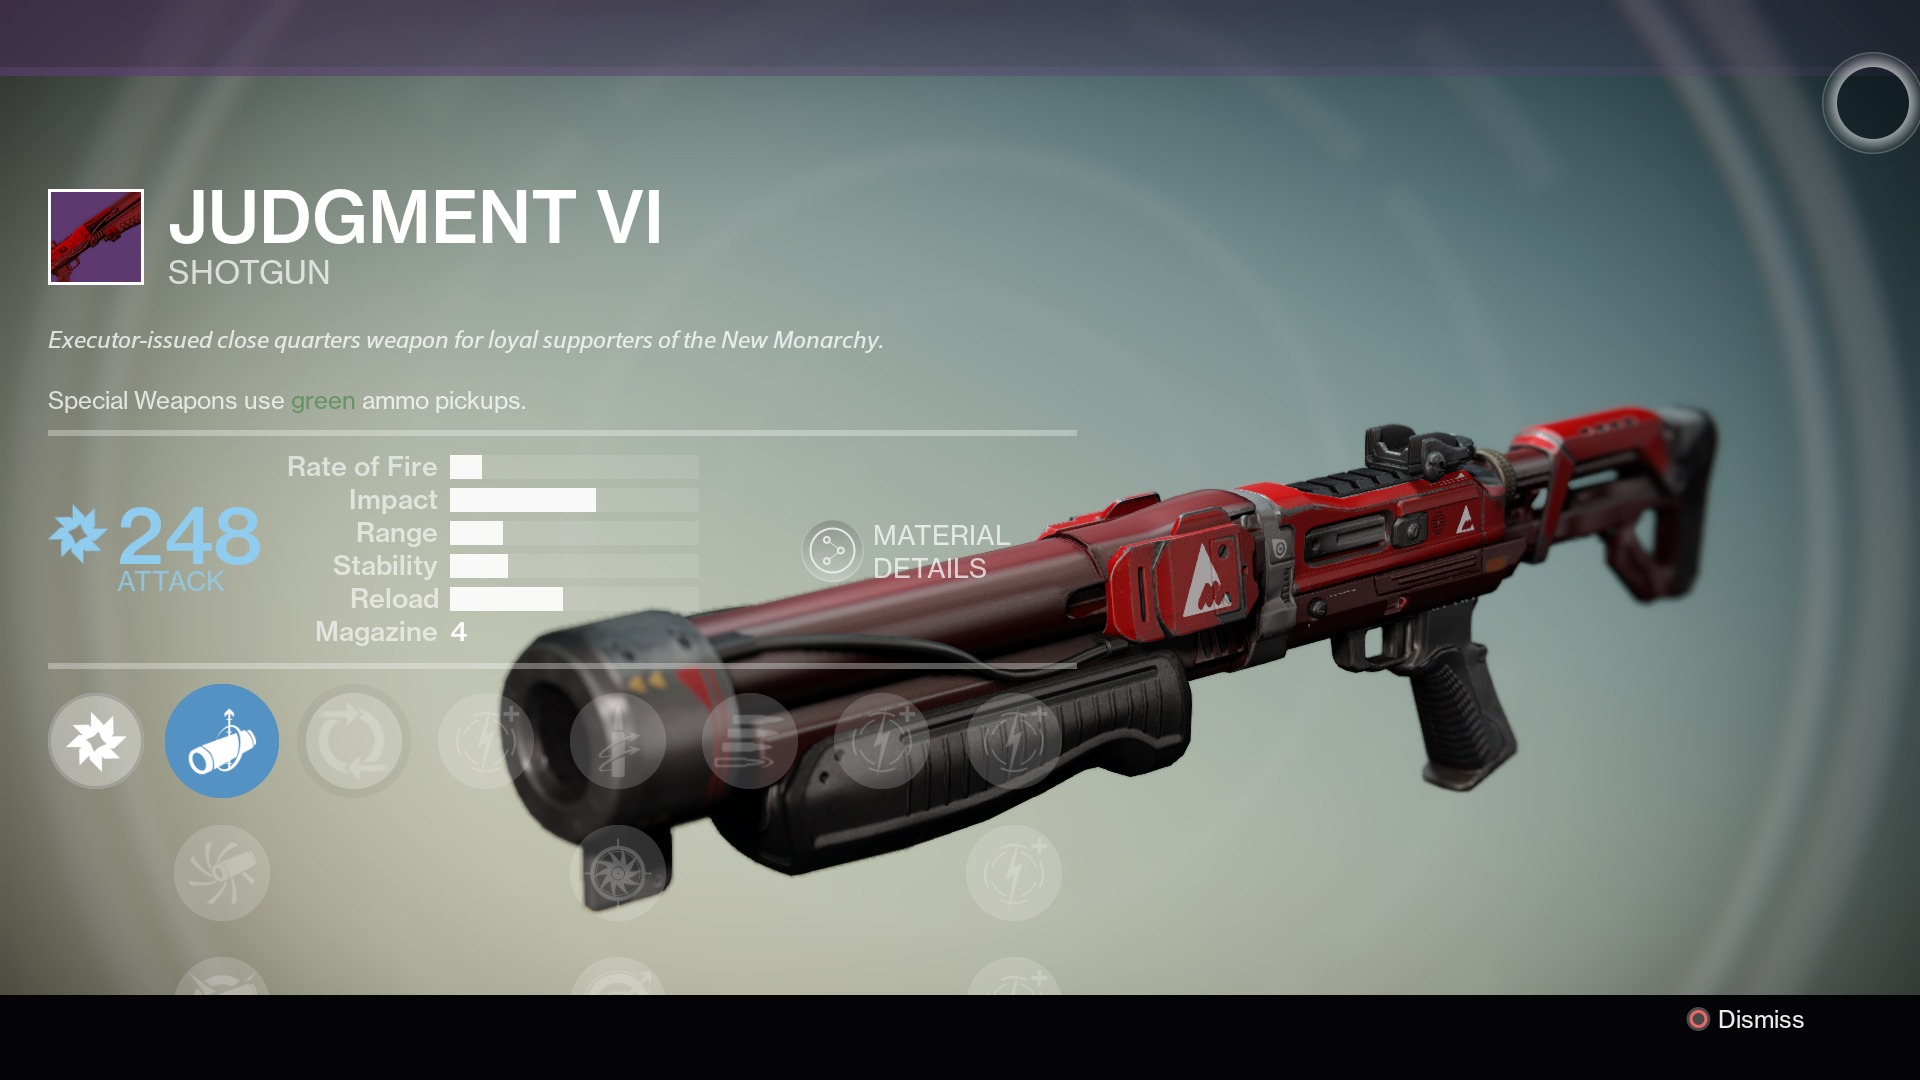 JUDGMENT VI
SHOTGUN
Executor-issued close quarters weapon for loyal supporters of the New Monarchy.
Special Weapons use green ammo pickups.
248
ATTACK
Rate of Fire
Impact
Range
Stability
Reload
Magazine 4
MATERIAL
DETAILS
Dismiss